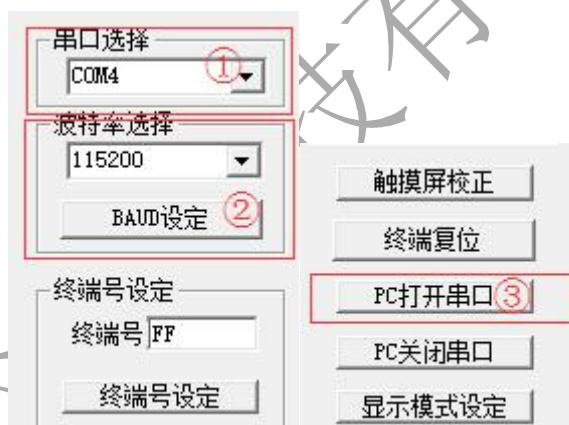 串口选择
COM4
①
波特率选择
115200
BAUD设定
②
终端号设定
终端号
FF
终端号设定
触摸屏校正
终端复位
PC打开串口
③
PC关闭串口
显示模式设定